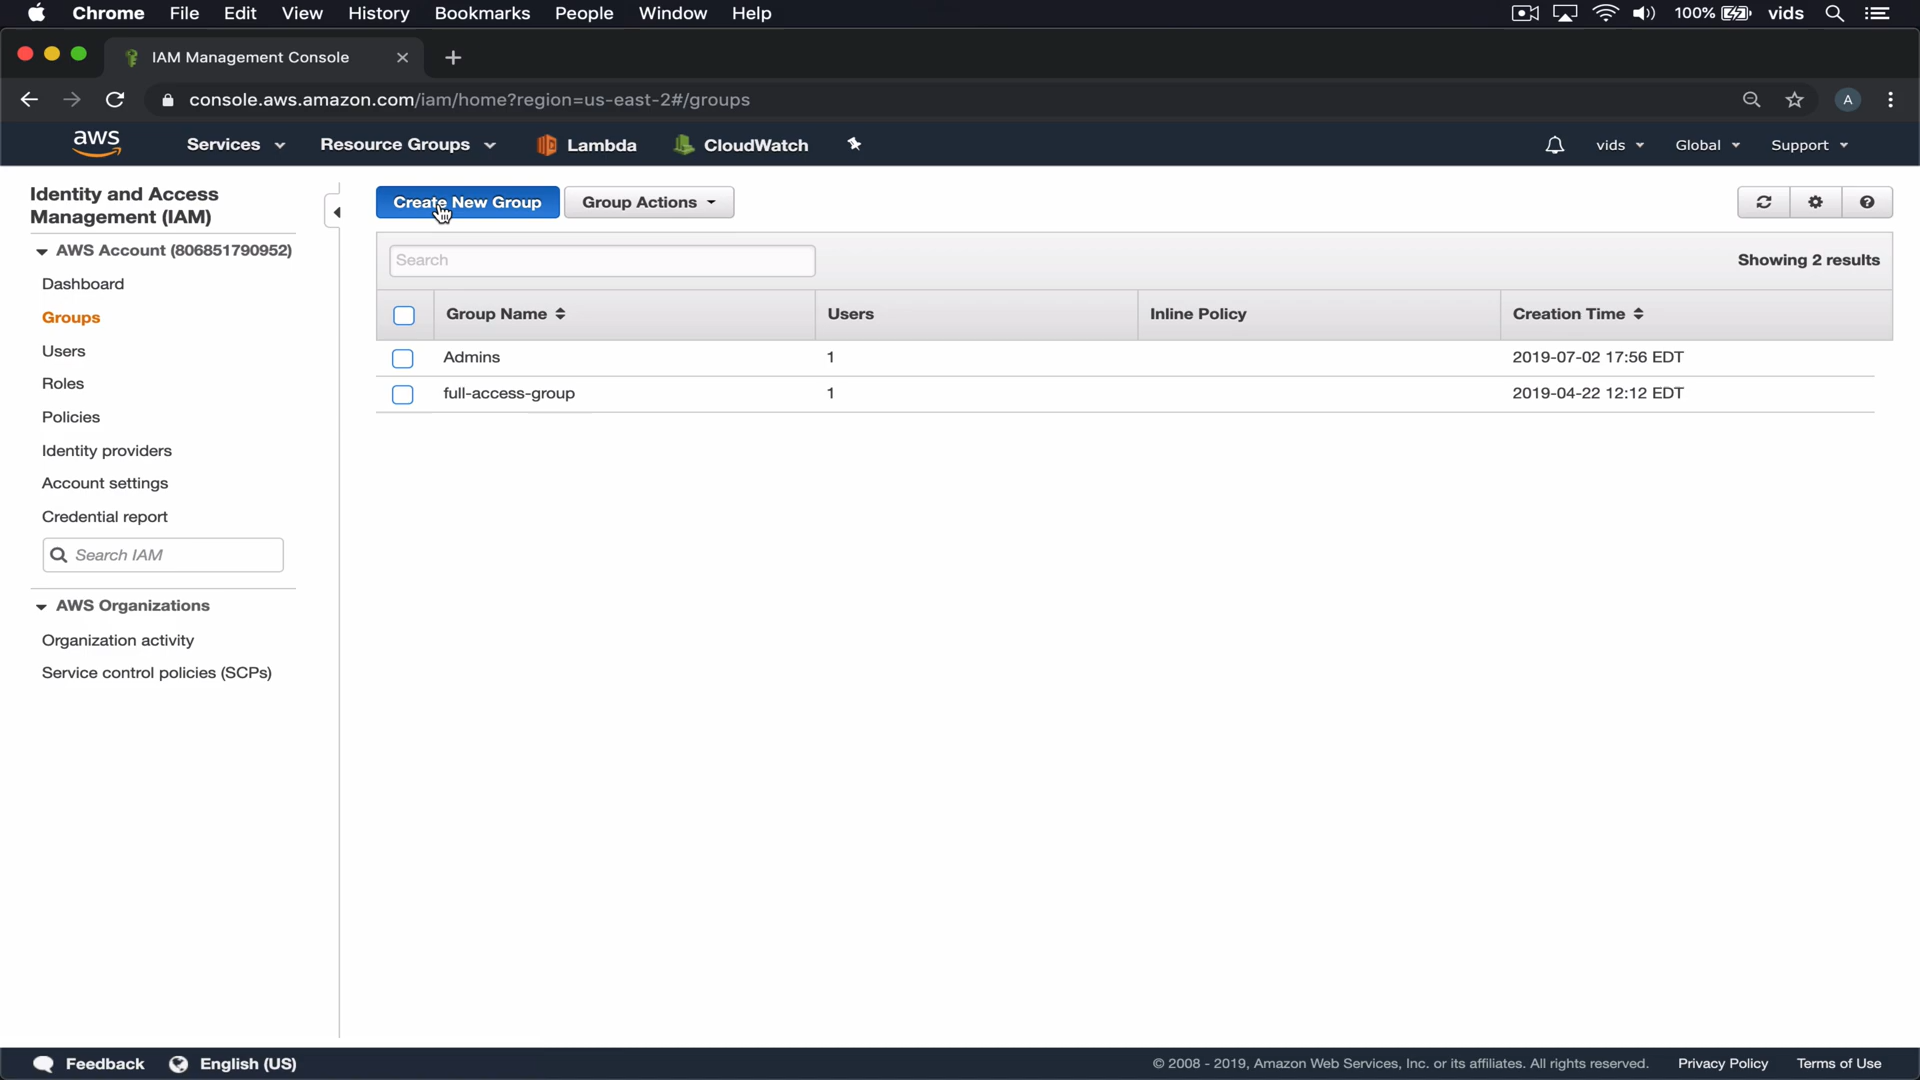 Chrome File Edit View History Bookmarks People Window Help 100% vids
IAM Management Console
console.aws.amazon.com/iam/home?region=us-east-2#/groups A
aws Services Resource Groups Lambda CloudWatch vids Global Support
Identity and Access
Management (IAM)
AWS Account (806851790952)
Dashboard
Groups
Users
Roles
Policies
Identity providers
Account settings
Credential report
Search IAM
AWS Organizations
Organization activity
Service control policies (SCPs)
Create New Group Group Actions
Search Showing 2 results
Group Name Users Inline Policy Creation Time
Admins 1 2019-07-02 17:56 EDT
full-access-group 1 2019-04-22 12:12 EDT
Feedback English (US) © 2008 - 2019, Amazon Web Services, Inc. or its affiliates. All rights reserved. Privacy Policy Terms of Use